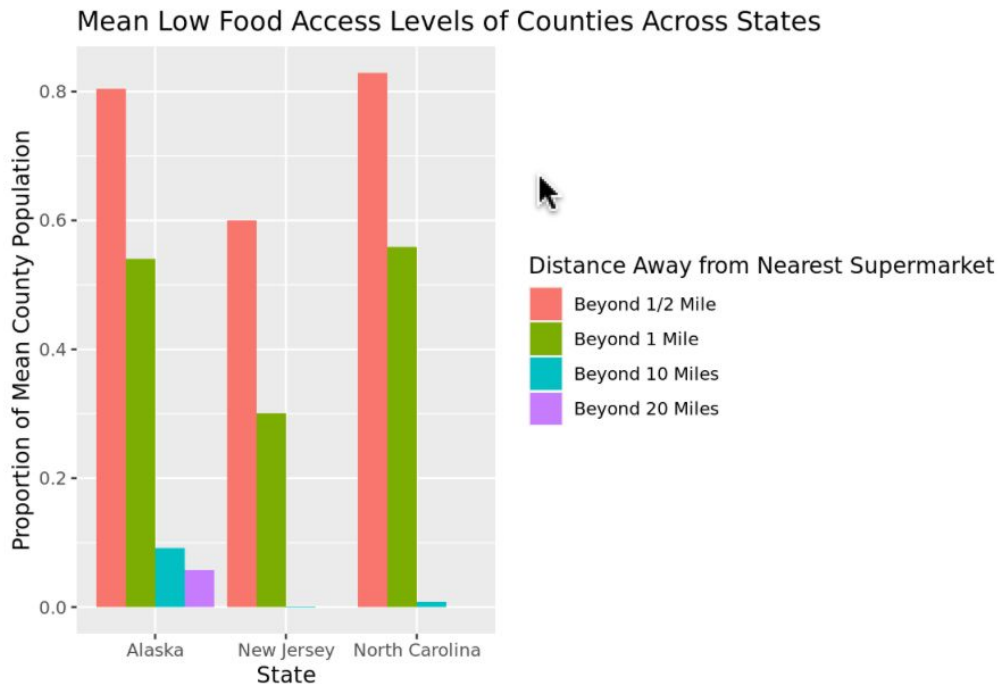 Mean Low Food Access Levels of Counties Across States
Proportion of Mean County Population
0.8
0.6
0.4
0.2
0.0
Alaska
New Jersey
North Carolina
State
Distance Away from Nearest Supermarket
Beyond 1/2 Mile
Beyond 1 Mile
Beyond 10 Miles
Beyond 20 Miles